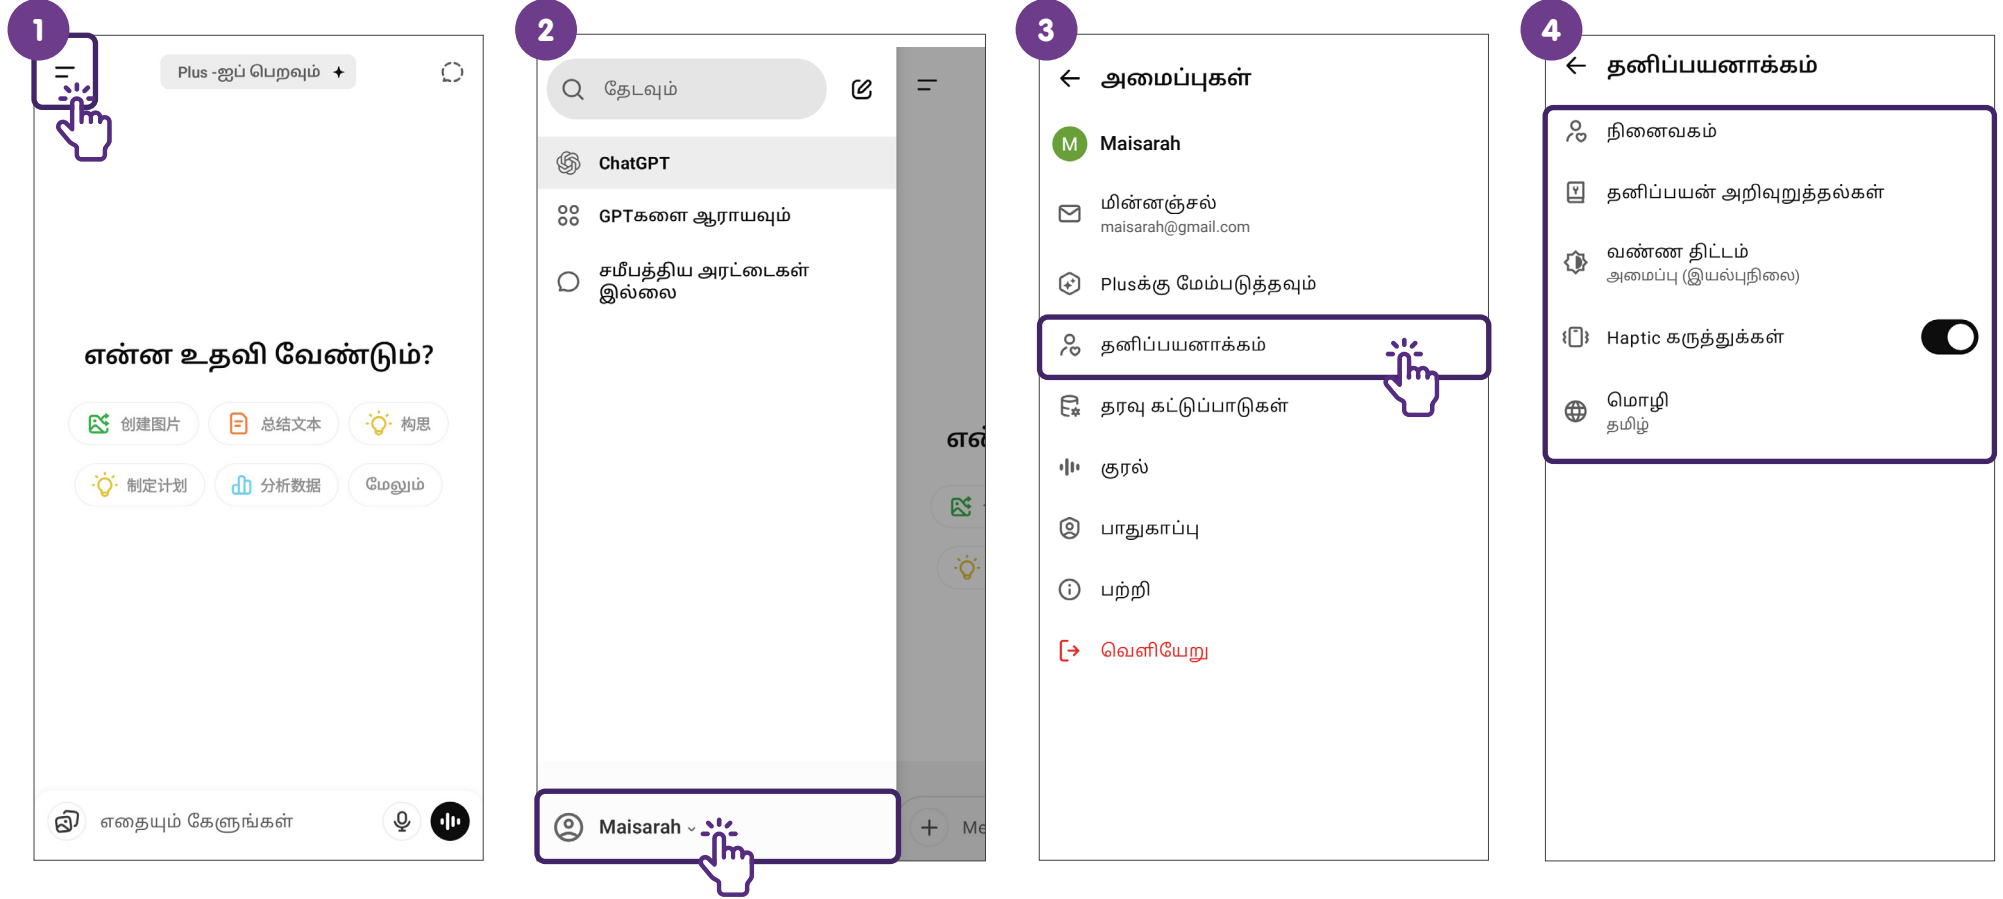 1
Plus -ஐப் பெறவும்
என்ன உதவி வேண்டும்?
创建图片
总结文本
构思
制定计划
分析数据
மேலும்
எதையும் கேளுங்கள்
2
தேடவும்
ChatGPT
GPTகளை ஆராயவும்
சமீபத்திய அரட்டைகள்
இல்லை
Maisarah
என்
Me
3
அமைப்புகள்
M
Maisarah
மின்னஞ்சல்
maisarah@gmail.com
Plusக்கு மேம்படுத்தவும்
தனிப்பயனாக்கம்
தரவு கட்டுப்பாடுகள்
குரல்
பாதுகாப்பு
பற்றி
வெளியேறு
4
தனிப்பயனாக்கம்
நினைவகம்
தனிப்பயன் அறிவுறுத்தல்கள்
வண்ண திட்டம்
அமைப்பு (இயல்புநிலை)
Haptic கருத்துக்கள்
மொழி
தமிழ்